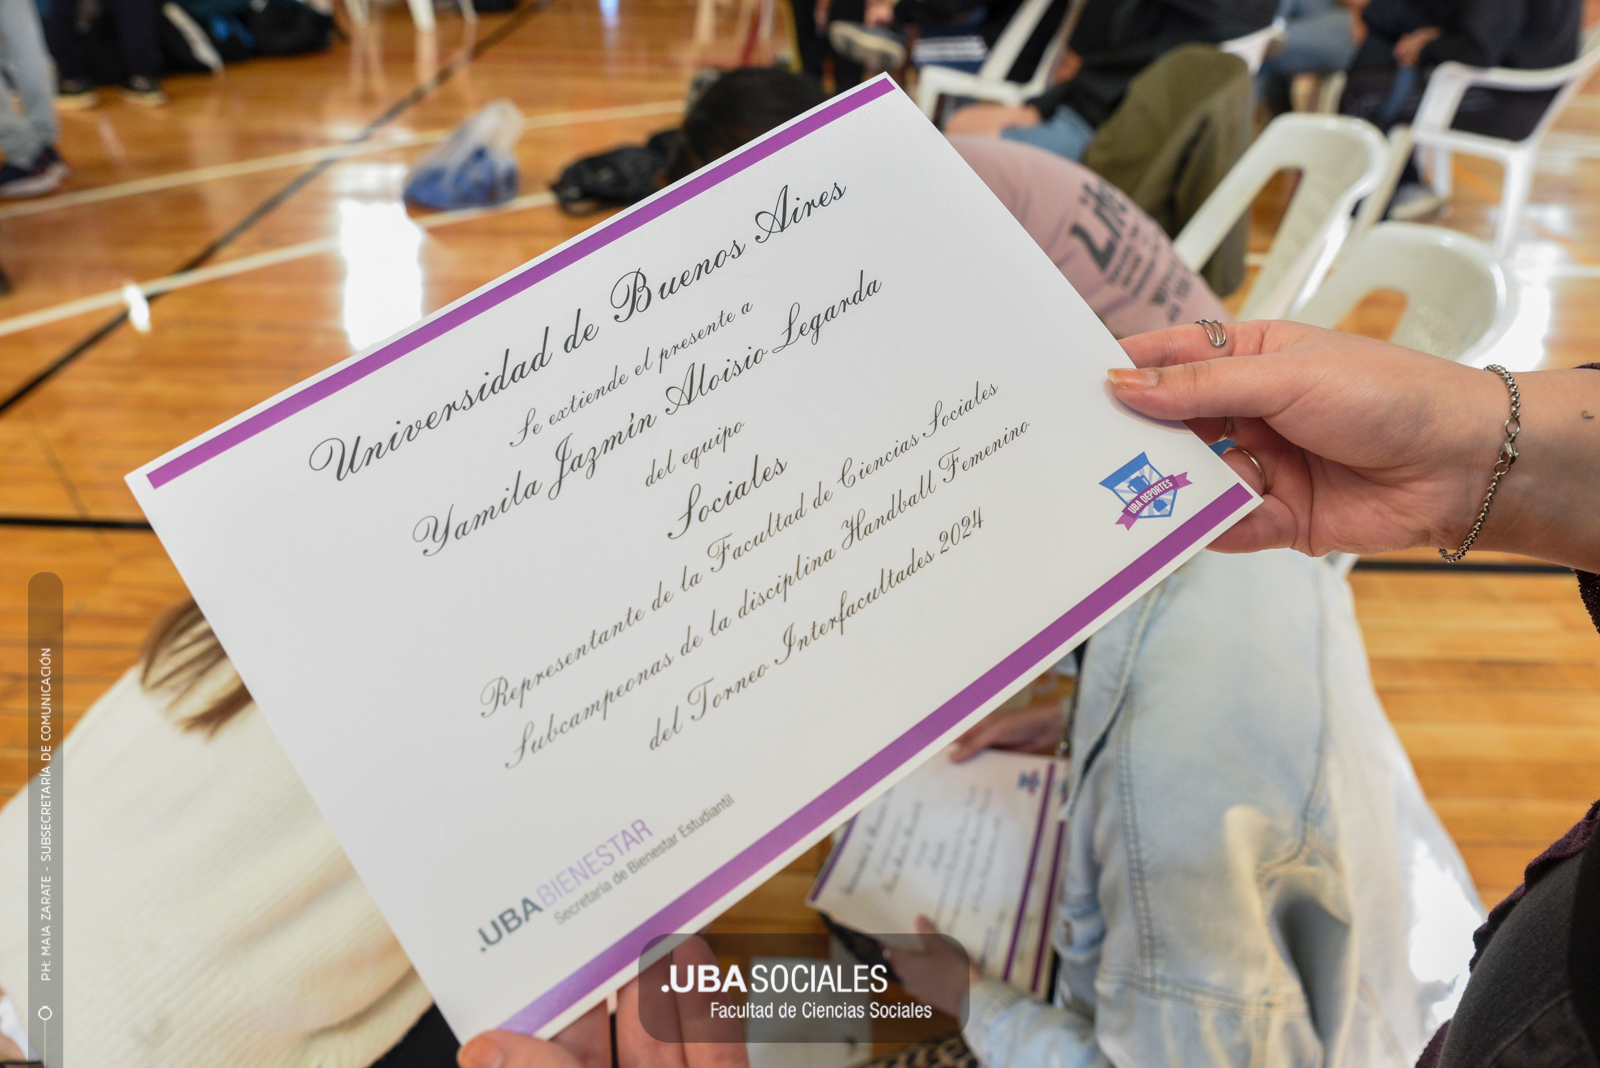 Universidad de Buenos Aires
Se extiende el presente a
Yamila Jazmín Aloisio Legarda
del equipo
Sociales
Representante de la Facultad de Ciencias Sociales
Subcampeonas de la disciplina Handball Femenino
del Torneo Interfacultades 2024
UBA DEPORTES
.UBABIENESTAR
Secretaría de Bienestar Estudiantil
.UBASOCIALES
Facultad de Ciencias Sociales
PH: MAIA ZARATE - SUBSECRETARÍA DE COMUNICACIÓN